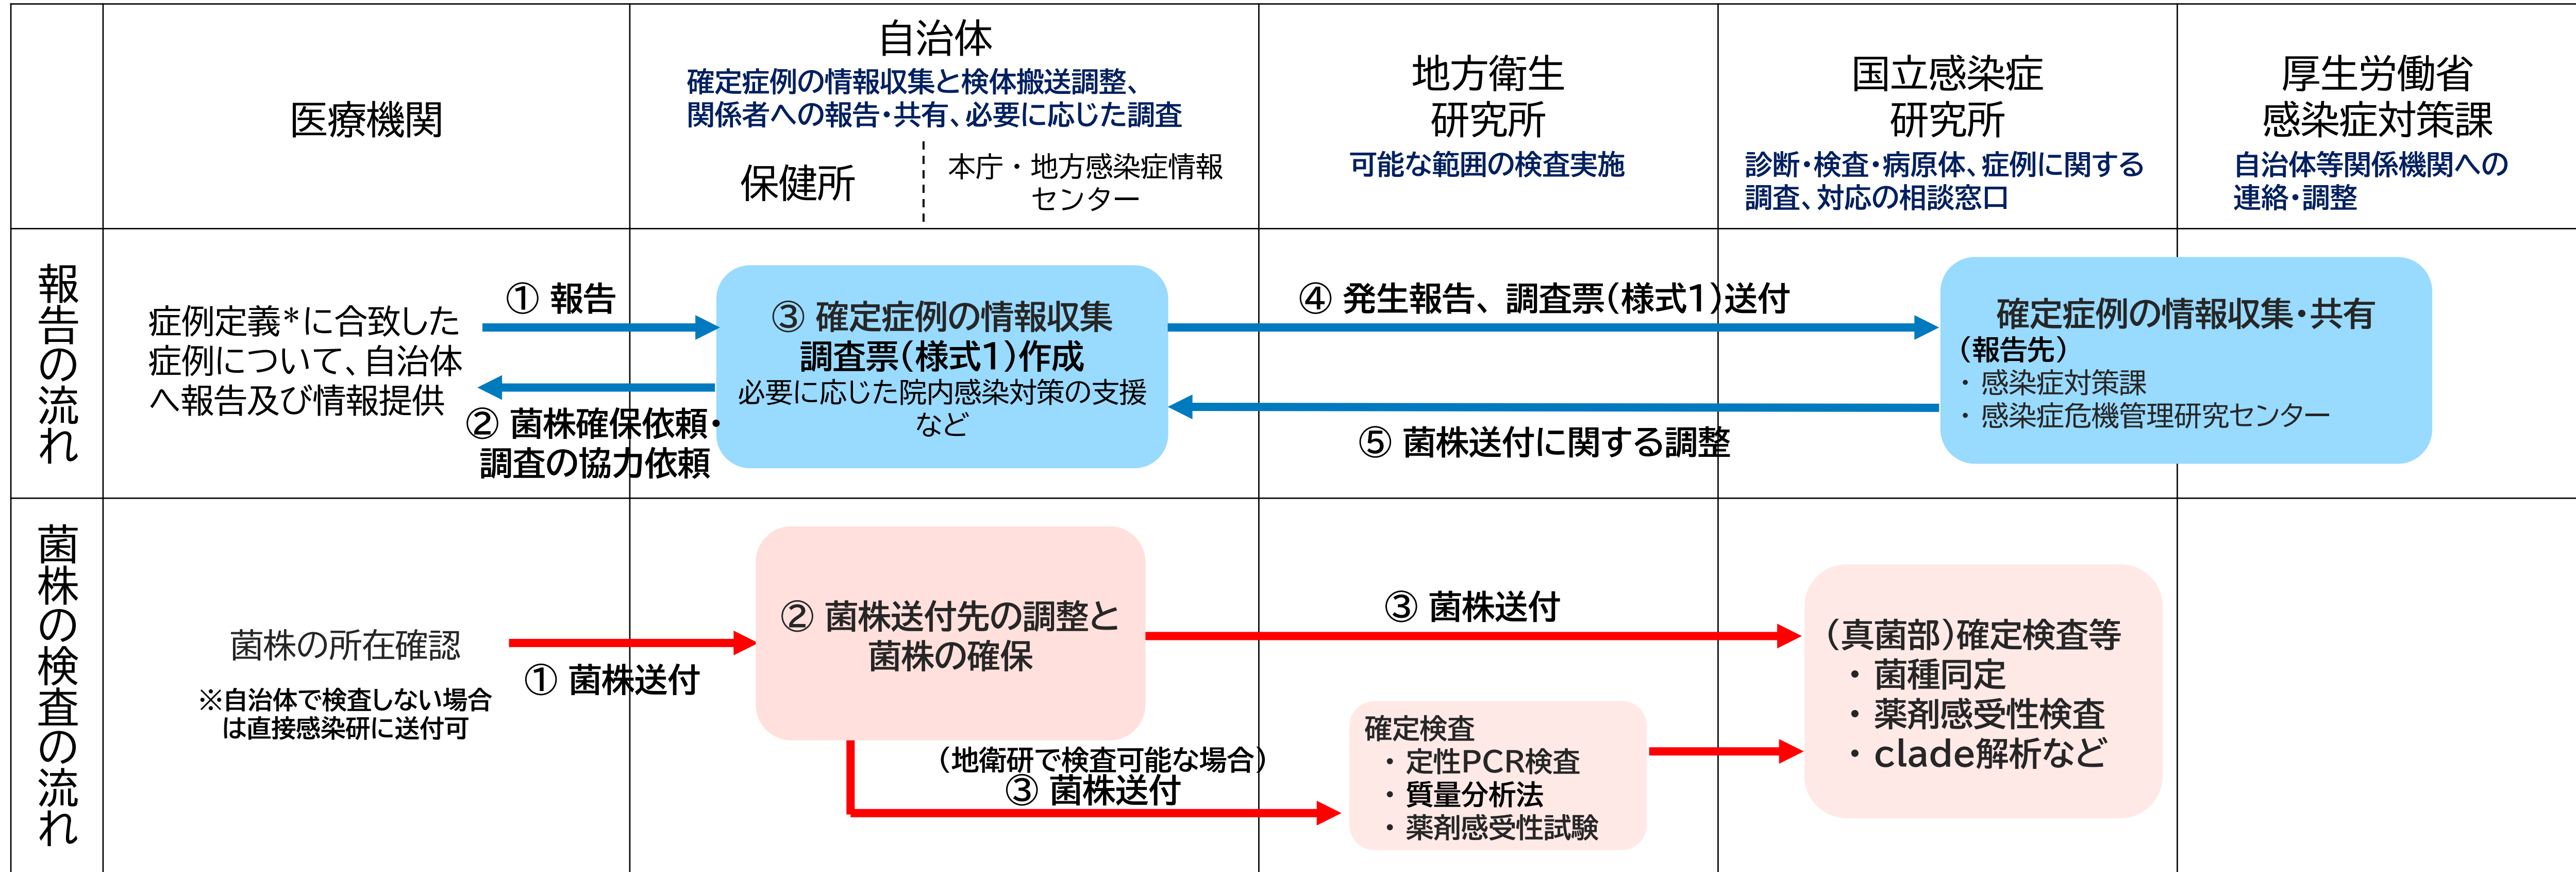 医療機関
自治体
確定症例の情報収集と検体搬送調整、
関係者への報告・共有、必要に応じた調査
保健所
本庁・地方感染症情報
センター
地方衛生
研究所
可能な範囲の検査実施
国立感染症
研究所
診断・検査・病原体、症例に関する
調査、対応の相談窓口
厚生労働省
感染症対策課
自治体等関係機関への
連絡・調整
報告の流れ
症例定義*に合致した
症例について、自治体
へ報告及び情報提供
① 報告
② 菌株確保依頼・
調査の協力依頼
③ 確定症例の情報収集
調査票(様式1)作成
必要に応じた院内感染対策の支援
など
④ 発生報告、調査票(様式1)送付
⑤ 菌株送付に関する調整
確定症例の情報収集・共有
(報告先)
・ 感染症対策課
・ 感染症危機管理研究センター
菌株の検査の流れ
菌株の所在確認
※自治体で検査しない場合
は直接感染研に送付可
① 菌株送付
② 菌株送付先の調整と
菌株の確保
③ 菌株送付
(地衛研で検査可能な場合)
③ 菌株送付
確定検査
・ 定性PCR検査
・ 質量分析法
・ 薬剤感受性試験
(真菌部)確定検査等
・ 菌種同定
・ 薬剤感受性検査
・ clade解析など